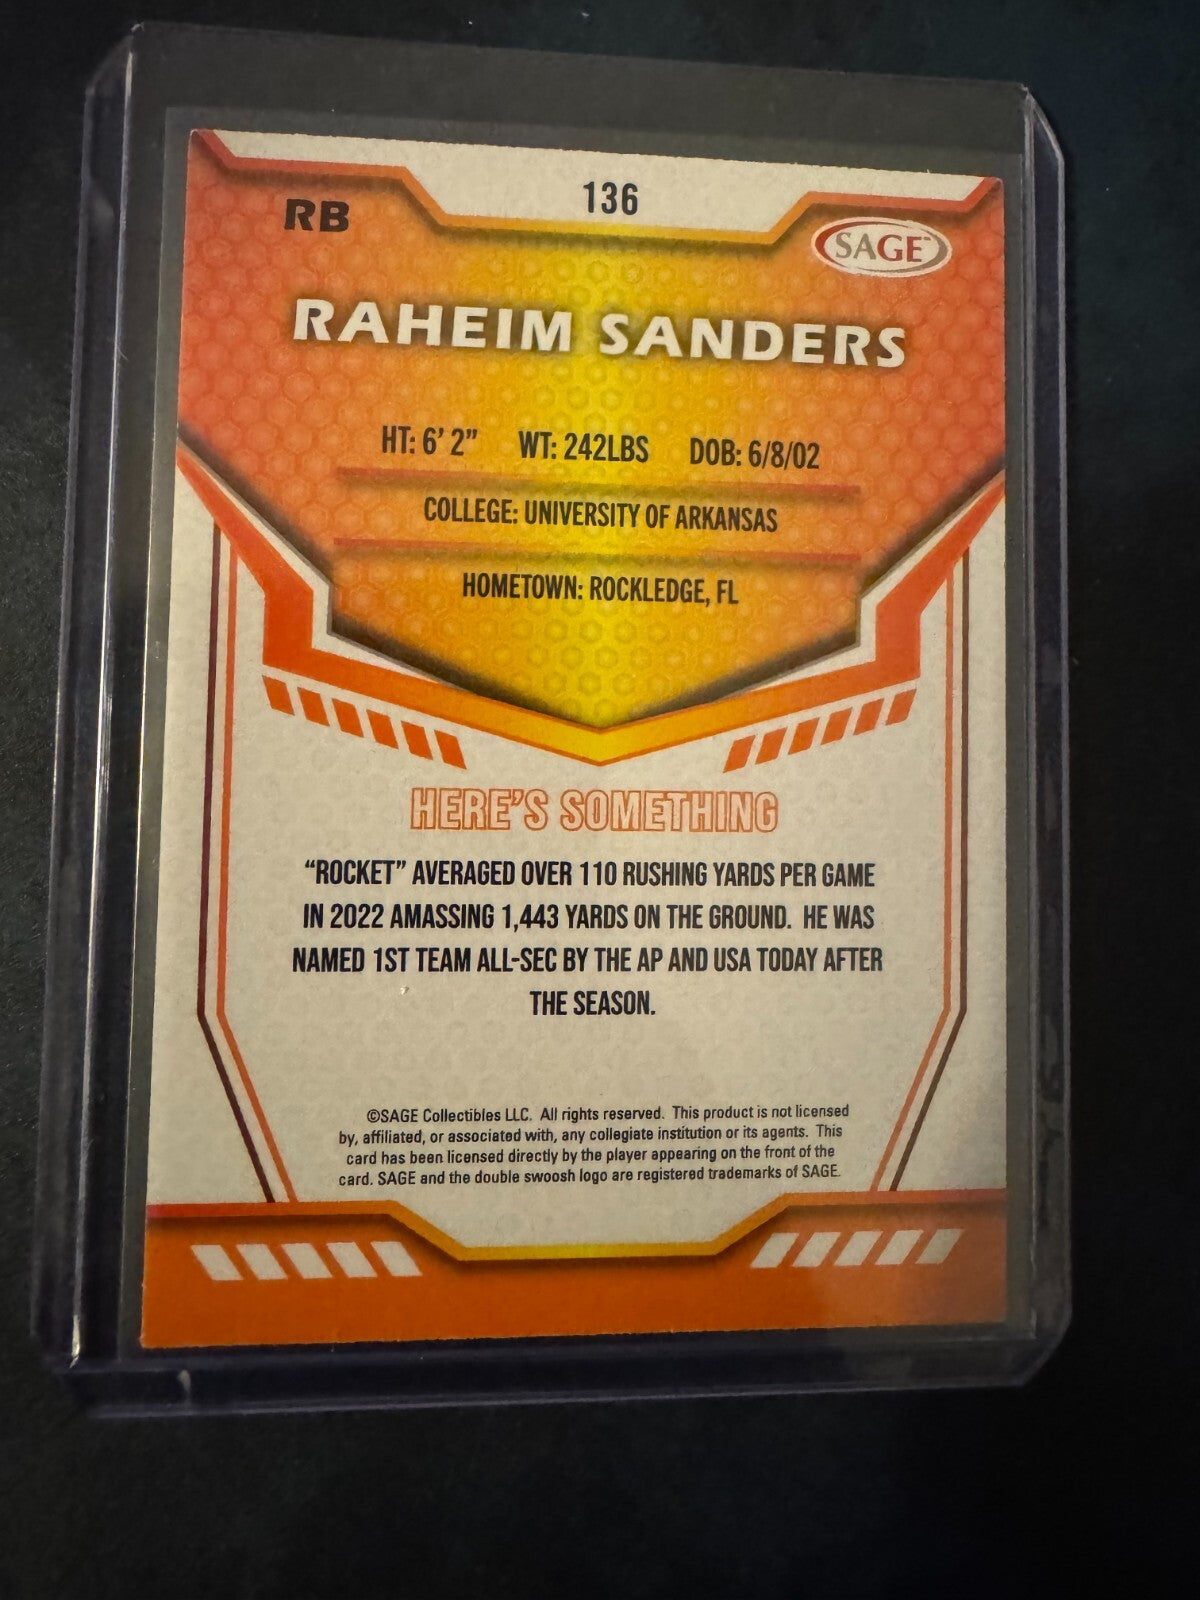 136
RB
SAGE™
RAHEIM SANDERS
HT: 6' 2" WT: 242LBS DOB: 6/8/02
COLLEGE: UNIVERSITY OF ARKANSAS
HOMETOWN: ROCKLEDGE, FL
HERE'S SOMETHING
“ROCKET” AVERAGED OVER 110 RUSHING YARDS PER GAME
IN 2022 AMASSING 1,443 YARDS ON THE GROUND. HE WAS
NAMED 1ST TEAM ALL-SEC BY THE AP AND USA TODAY AFTER
THE SEASON.
©SAGE Collectibles LLC. All rights reserved. This product is not licensed
by, affiliated, or associated with, any collegiate institution or its agents. This
card has been licensed directly by the player appearing on the front of the
card. SAGE and the double swoosh logo are registered trademarks of SAGE.